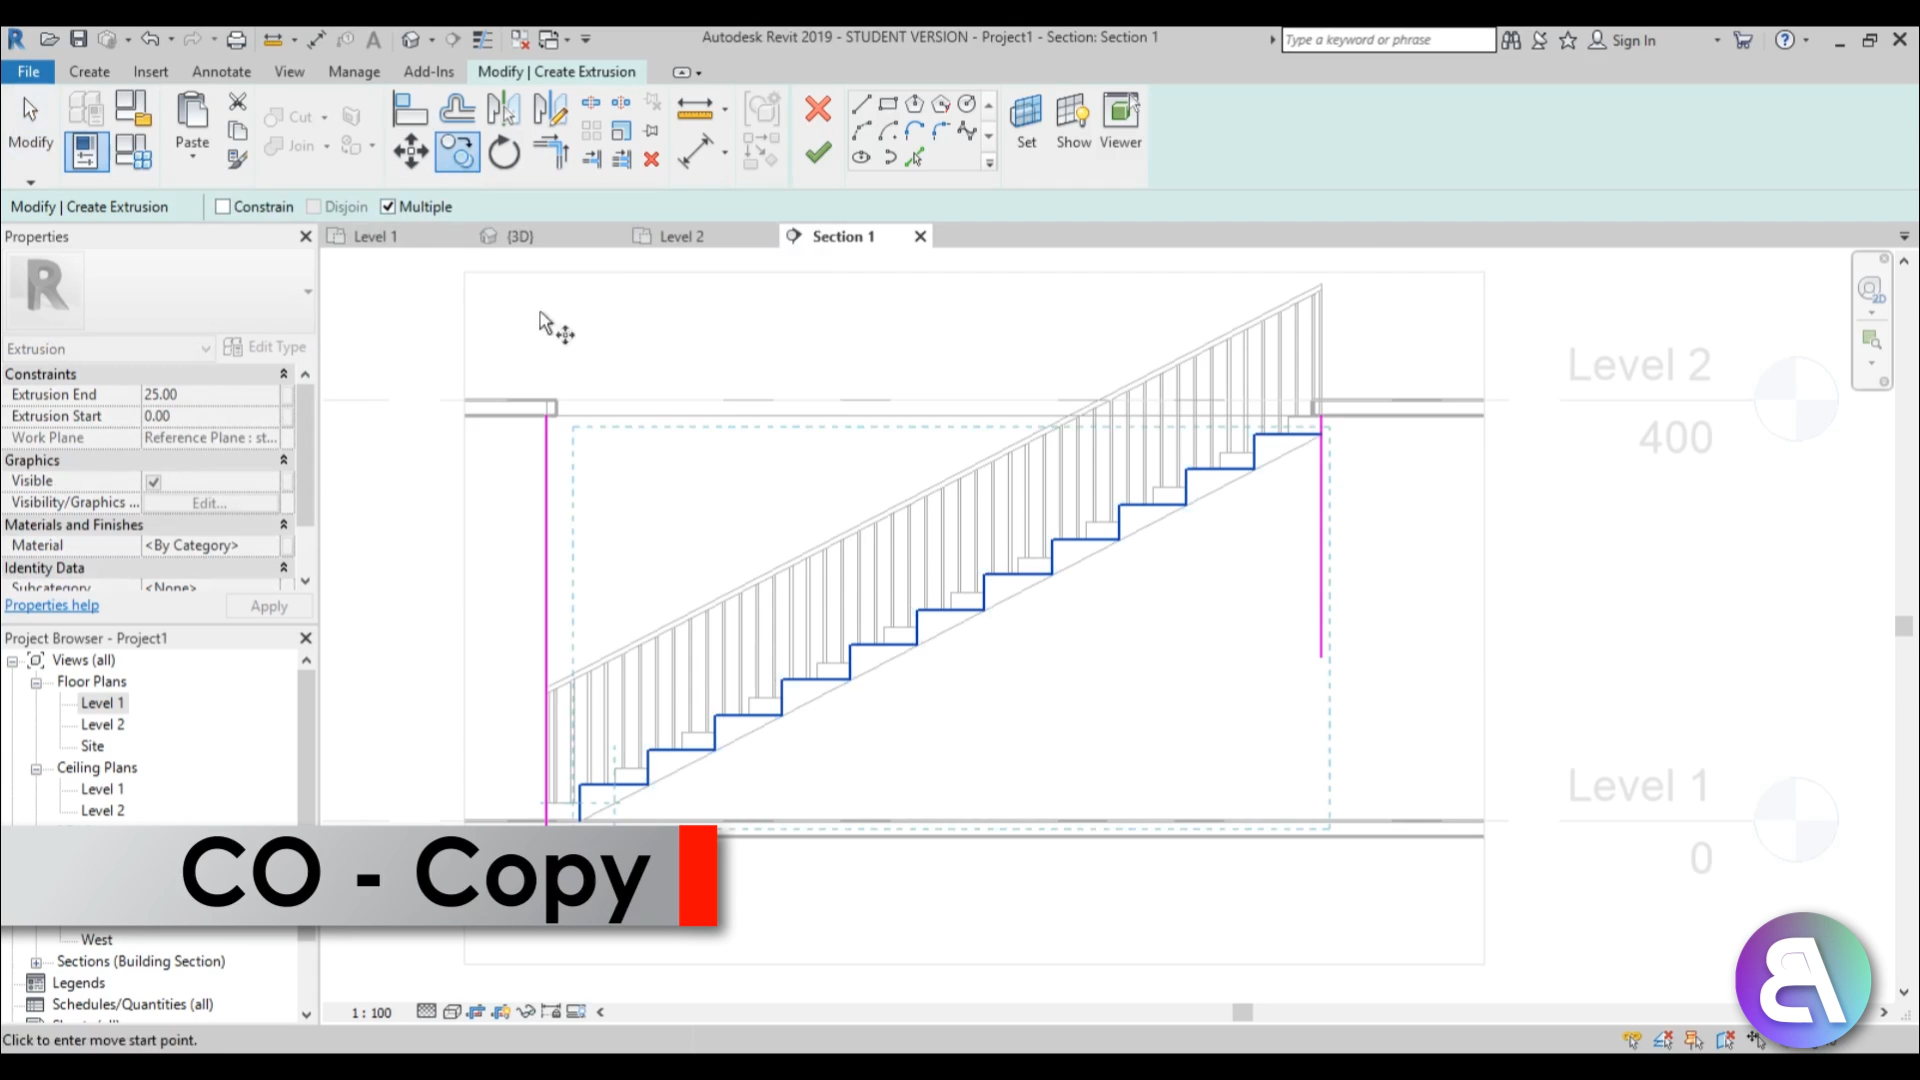 Autodesk Revit 2019 - STUDENT VERSION - Project1 - Section: Section 1
Type a keyword or phrase
Sign In
File Create Insert Annotate View Manage Add-Ins Modify | Create Extrusion
Modify
Paste
Cut
Join
Set Show Viewer
Modify | Create Extrusion Constrain Disjoin Multiple
Properties
Level 1 {3D} Level 2 Section 1
Extrusion Edit Type
Constraints
Extrusion End 25.00
Extrusion Start 0.00
Work Plane Reference Plane : st...
Graphics
Visible
Visibility/Graphics ... Edit...
Materials and Finishes
Material <By Category>
Identity Data
Subcategory <None>
Properties help Apply
Project Browser - Project1
Views (all)
Floor Plans
Level 1
Level 2
Site
Ceiling Plans
Level 1
Level 2
West
Sections (Building Section)
Legends
Schedules/Quantities (all)
Level 2
400
Level 1
0
CO - Copy
1 : 100
Click to enter move start point.